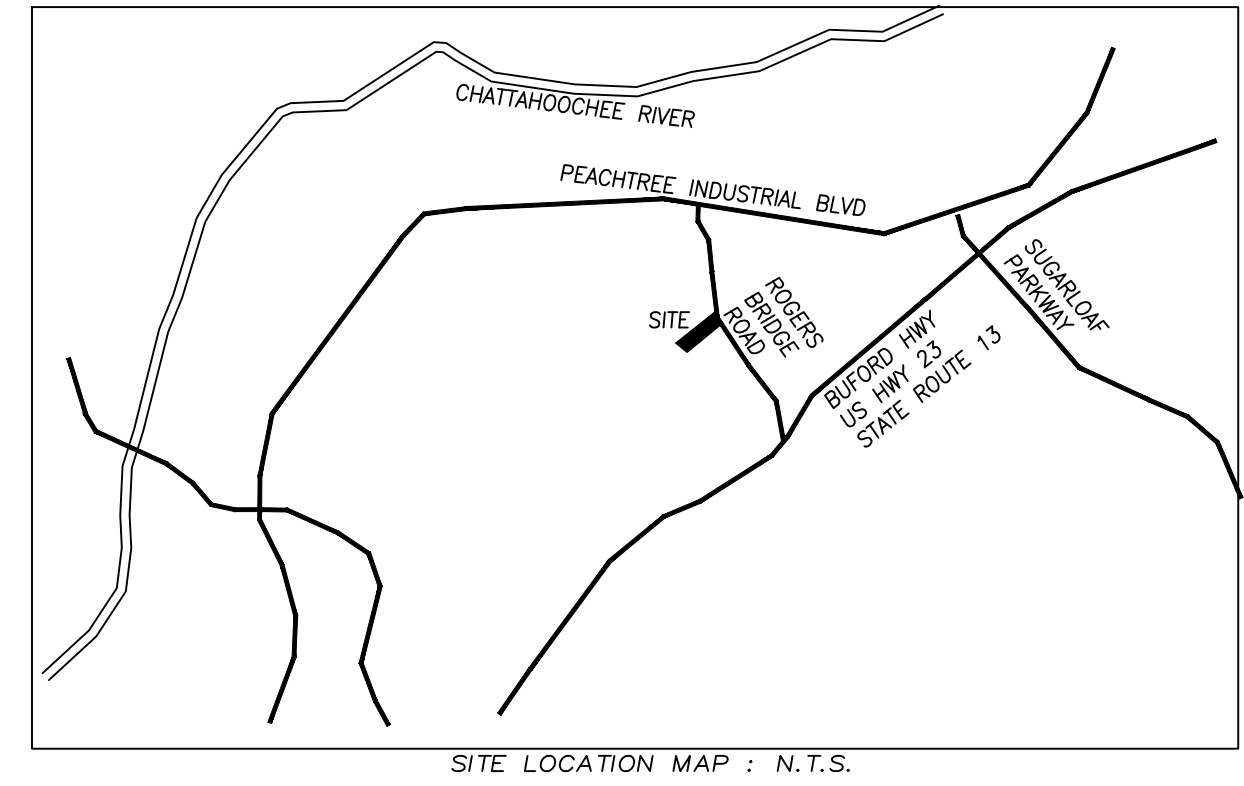 CHATTAHOOCHEE RIVER
PEACHTREE INDUSTRIAL BLVD
SUGARLOAF
PARKWAY
ROGERS
BRIDGE
ROAD
SITE
BUFORD HWY
US HWY 23
STATE ROUTE 13
SITE LOCATION MAP : N.T.S.